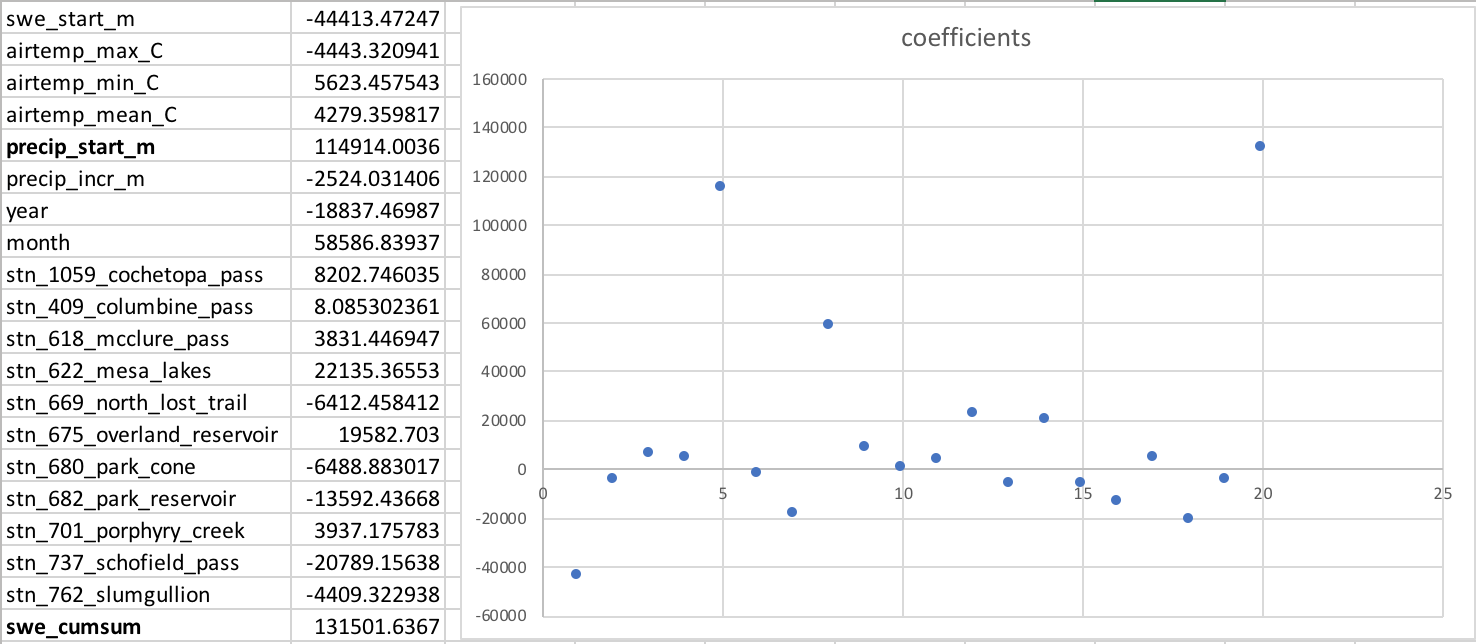 swe_start_m -44413.47247
airtemp_max_C -4443.320941
airtemp_min_C 5623.457543
airtemp_mean_C 4279.359817
precip_start_m 114914.0036
precip_incr_m -2524.031406
year -18837.46987
month 58586.83937
stn_1059_cochetopa_pass 8202.746035
stn_409_columbine_pass 8.085302361
stn_618_mcclure_pass 3831.446947
stn_622_mesa_lakes 22135.36553
stn_669_north_lost_trail -6412.458412
stn_675_overland_reservoir 19582.703
stn_680_park_cone -6488.883017
stn_682_park_reservoir -13592.43668
stn_701_porphyry_creek 3937.175783
stn_737_schofield_pass -20789.15638
stn_762_slumgullion -4409.322938
swe_cumsum 131501.6367
coefficients
160000
140000
120000
100000
80000
60000
40000
20000
0
-20000
-40000
-60000
0 5 10 15 20 25